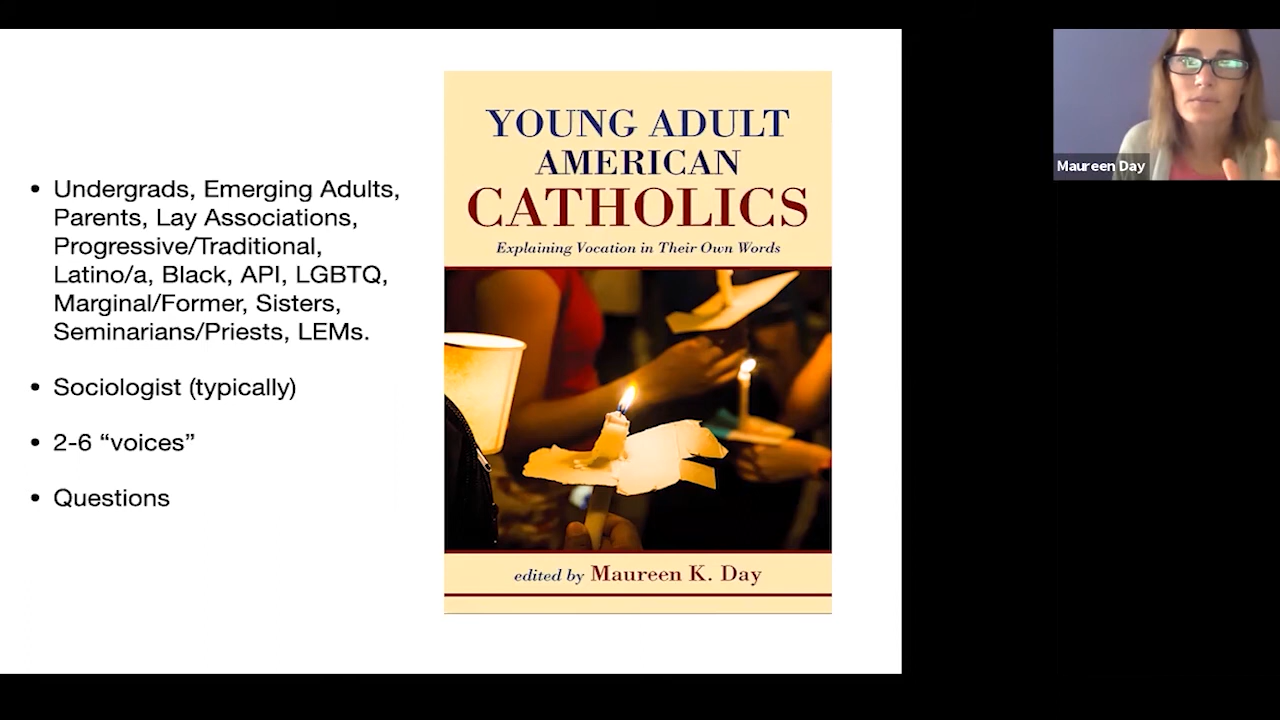 • Undergrads, Emerging Adults,
Parents, Lay Associations,
Progressive/Traditional,
Latino/a, Black, API, LGBTQ,
Marginal/Former, Sisters,
Seminarians/Priests, LEMs.
• Sociologist (typically)
• 2-6 “voices”
• Questions
YOUNG ADULT
AMERICAN
CATHOLICS
Explaining Vocation in Their Own Words
edited by Maureen K. Day
Maureen Day